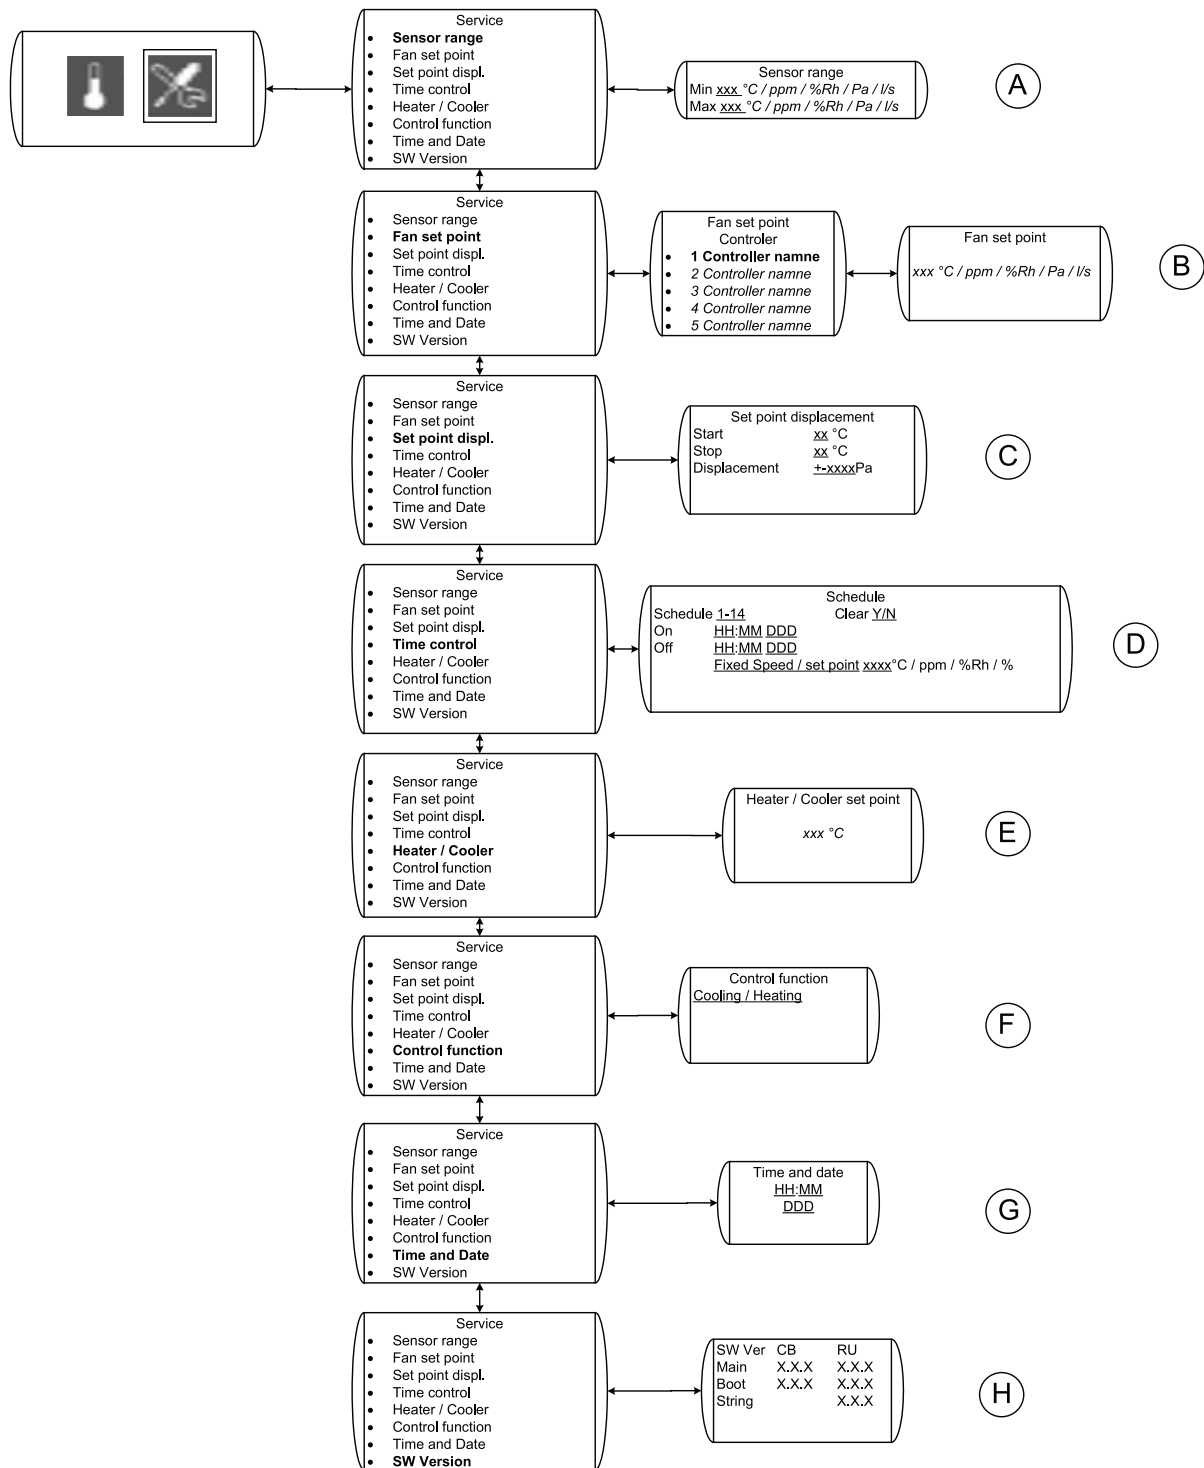 Service
• Sensor range
• Fan set point
• Set point displ.
• Time control
• Heater / Cooler
• Control function
• Time and Date
• SW Version
Sensor range
Min xxx °C / ppm / %Rh / Pa / l/s
Max xxx °C / ppm / %Rh / Pa / l/s
A
Service
• Sensor range
• Fan set point
• Set point displ.
• Time control
• Heater / Cooler
• Control function
• Time and Date
• SW Version
Fan set point
Controler
• 1 Controller namne
• 2 Controller namne
• 3 Controller namne
• 4 Controller namne
• 5 Controller namne
Fan set point
xxx °C / ppm / %Rh / Pa / l/s
B
Service
• Sensor range
• Fan set point
• Set point displ.
• Time control
• Heater / Cooler
• Control function
• Time and Date
• SW Version
Set point displacement
Start xx °C
Stop xx °C
Displacement +-xxxxPa
C
Service
• Sensor range
• Fan set point
• Set point displ.
• Time control
• Heater / Cooler
• Control function
• Time and Date
• SW Version
Schedule
Schedule 1-14 Clear Y/N
On HH:MM DDD
Off HH:MM DDD
Fixed Speed / set point xxxx°C / ppm / %Rh / %
D
Service
• Sensor range
• Fan set point
• Set point displ.
• Time control
• Heater / Cooler
• Control function
• Time and Date
• SW Version
Heater / Cooler set point
xxx °C
E
Service
• Sensor range
• Fan set point
• Set point displ.
• Time control
• Heater / Cooler
• Control function
• Time and Date
• SW Version
Control function
Cooling / Heating
F
Service
• Sensor range
• Fan set point
• Set point displ.
• Time control
• Heater / Cooler
• Control function
• Time and Date
• SW Version
Time and date
HH:MM
DDD
G
Service
• Sensor range
• Fan set point
• Set point displ.
• Time control
• Heater / Cooler
• Control function
• Time and Date
• SW Version
SW Ver CB RU
Main X.X.X X.X.X
Boot X.X.X X.X.X
String X.X.X
H